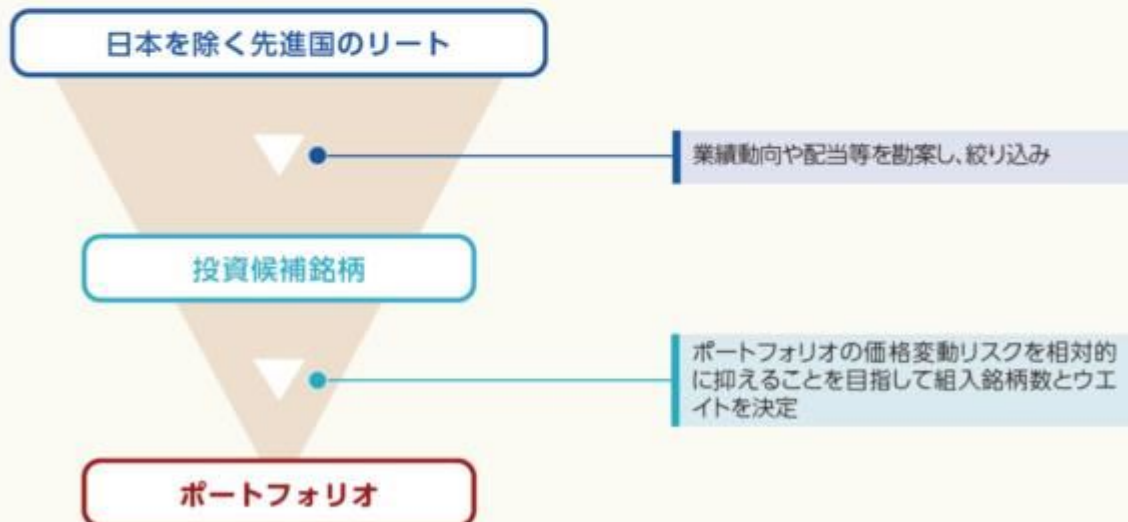 日本を除く先進国のリート
業績動向や配当等を勘案し、絞り込み
投資候補銘柄
ポートフォリオの価格変動リスクを相対的
に抑えることを目指して組入銘柄数とウエ
イトを決定
ポートフォリオ